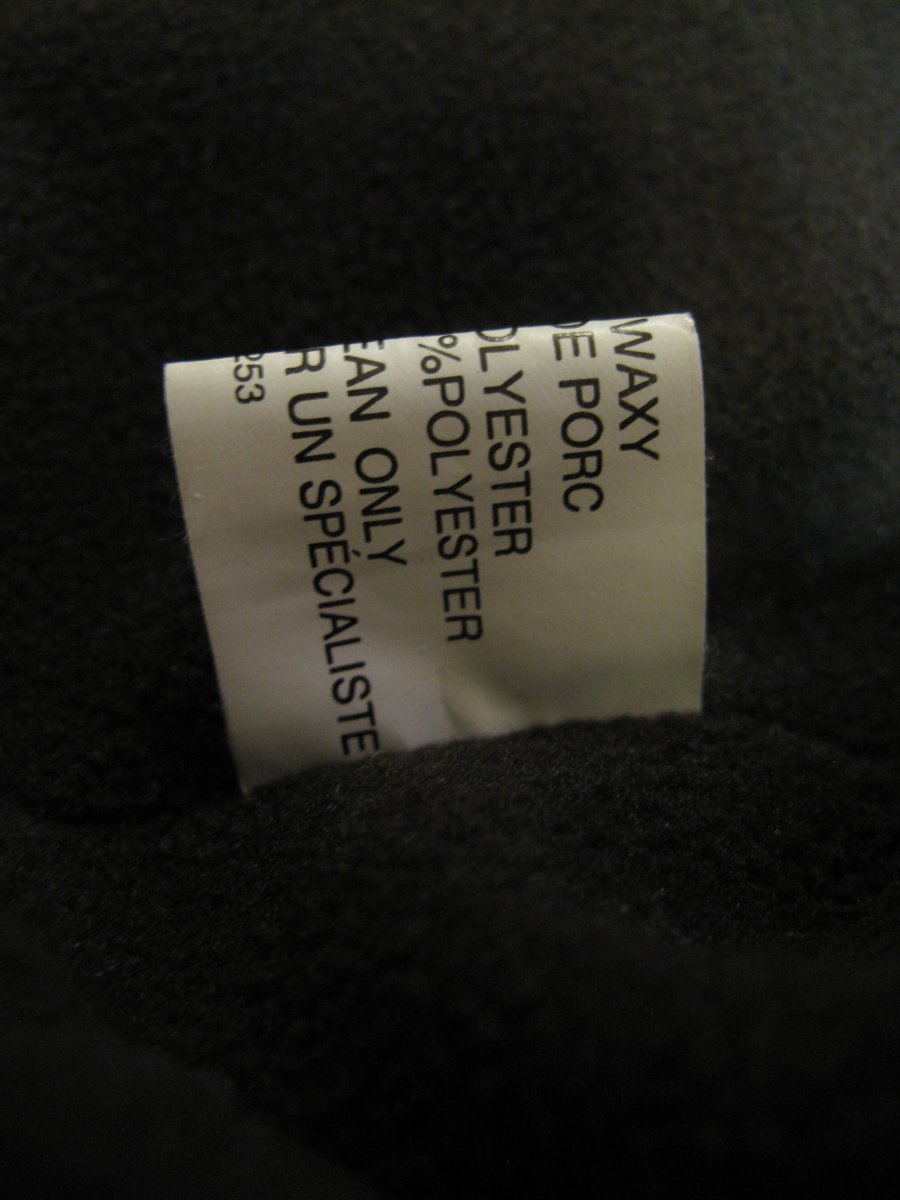 WAXY
DE PORC
OLYESTER
%POLYESTER
EAN ONLY
R UN SPÉCIALISTE
253